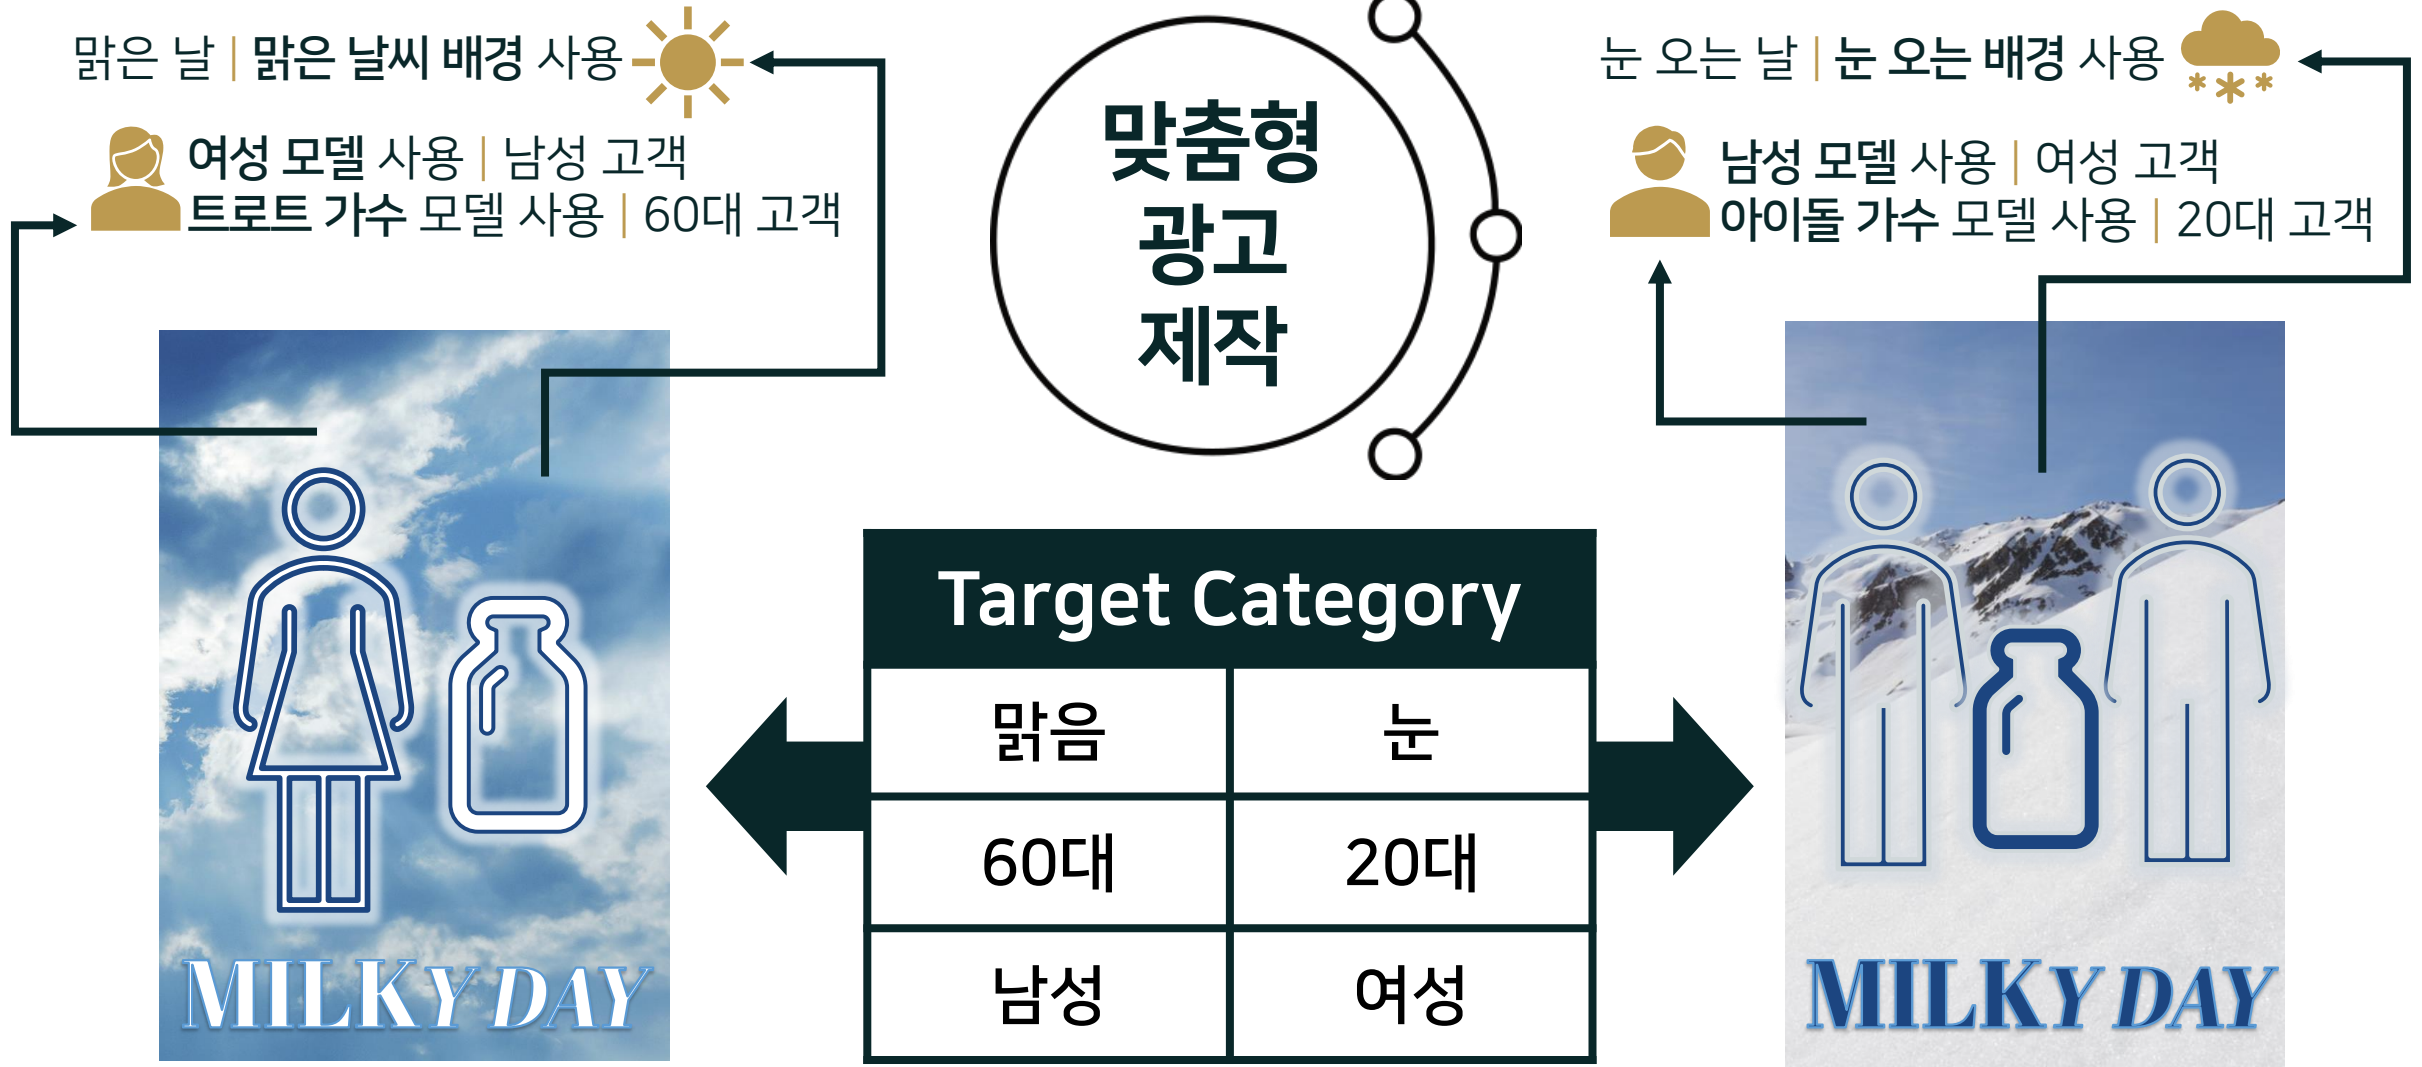 맑은 날 | 맑은 날씨 배경 사용
여성 모델 사용 | 남성 고객
트로트 가수 모델 사용 | 60대 고객
맞춤형
광고
제작
눈 오는 날 | 눈 오는 배경 사용
남성 모델 사용 | 여성 고객
아이돌 가수 모델 사용 | 20대 고객
MILKY DAY
Target Category
맑음 눈
60대 20대
남성 여성
MILKY DAY